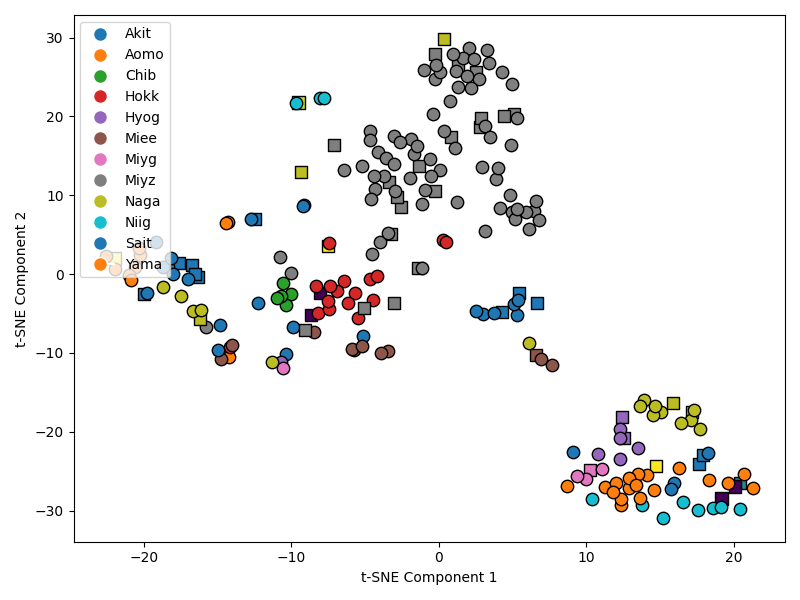 Akit
Aomo
Chib
Hokk
Hyog
Miee
Miyg
Miyz
Naga
Niig
Sait
Yama
30
20
10
0
−10
−20
−30
−20
−10
0
10
20
t-SNE Component 1
t-SNE Component 2